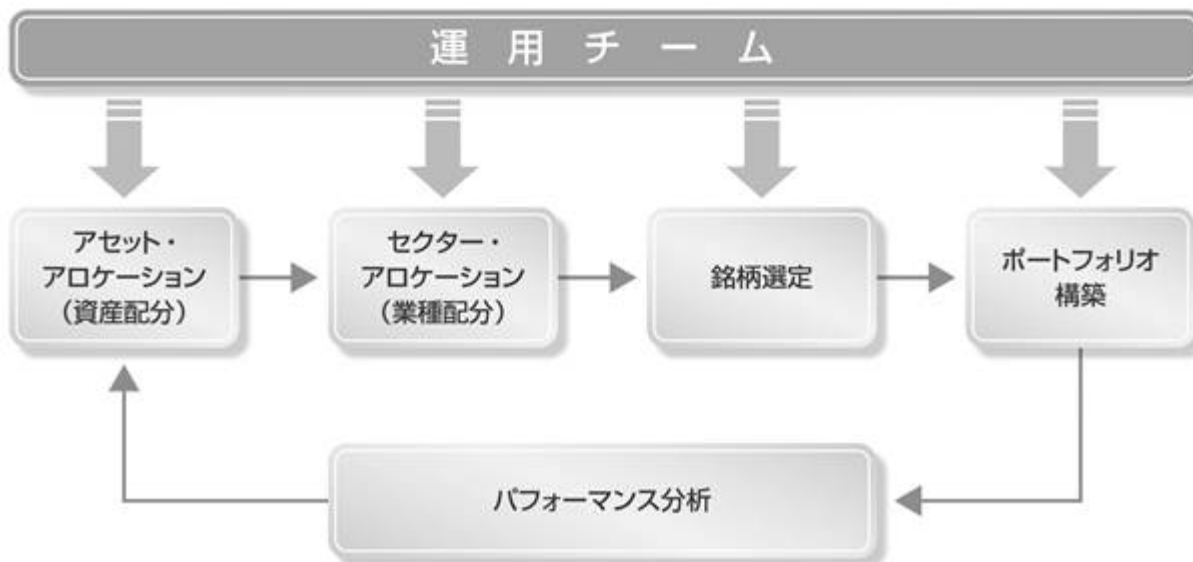 運用チーム
アセット・
アロケーション
（資産配分）
セクター・
アロケーション
（業種配分）
銘柄選定
ポートフォリオ
構築
パフォーマンス分析